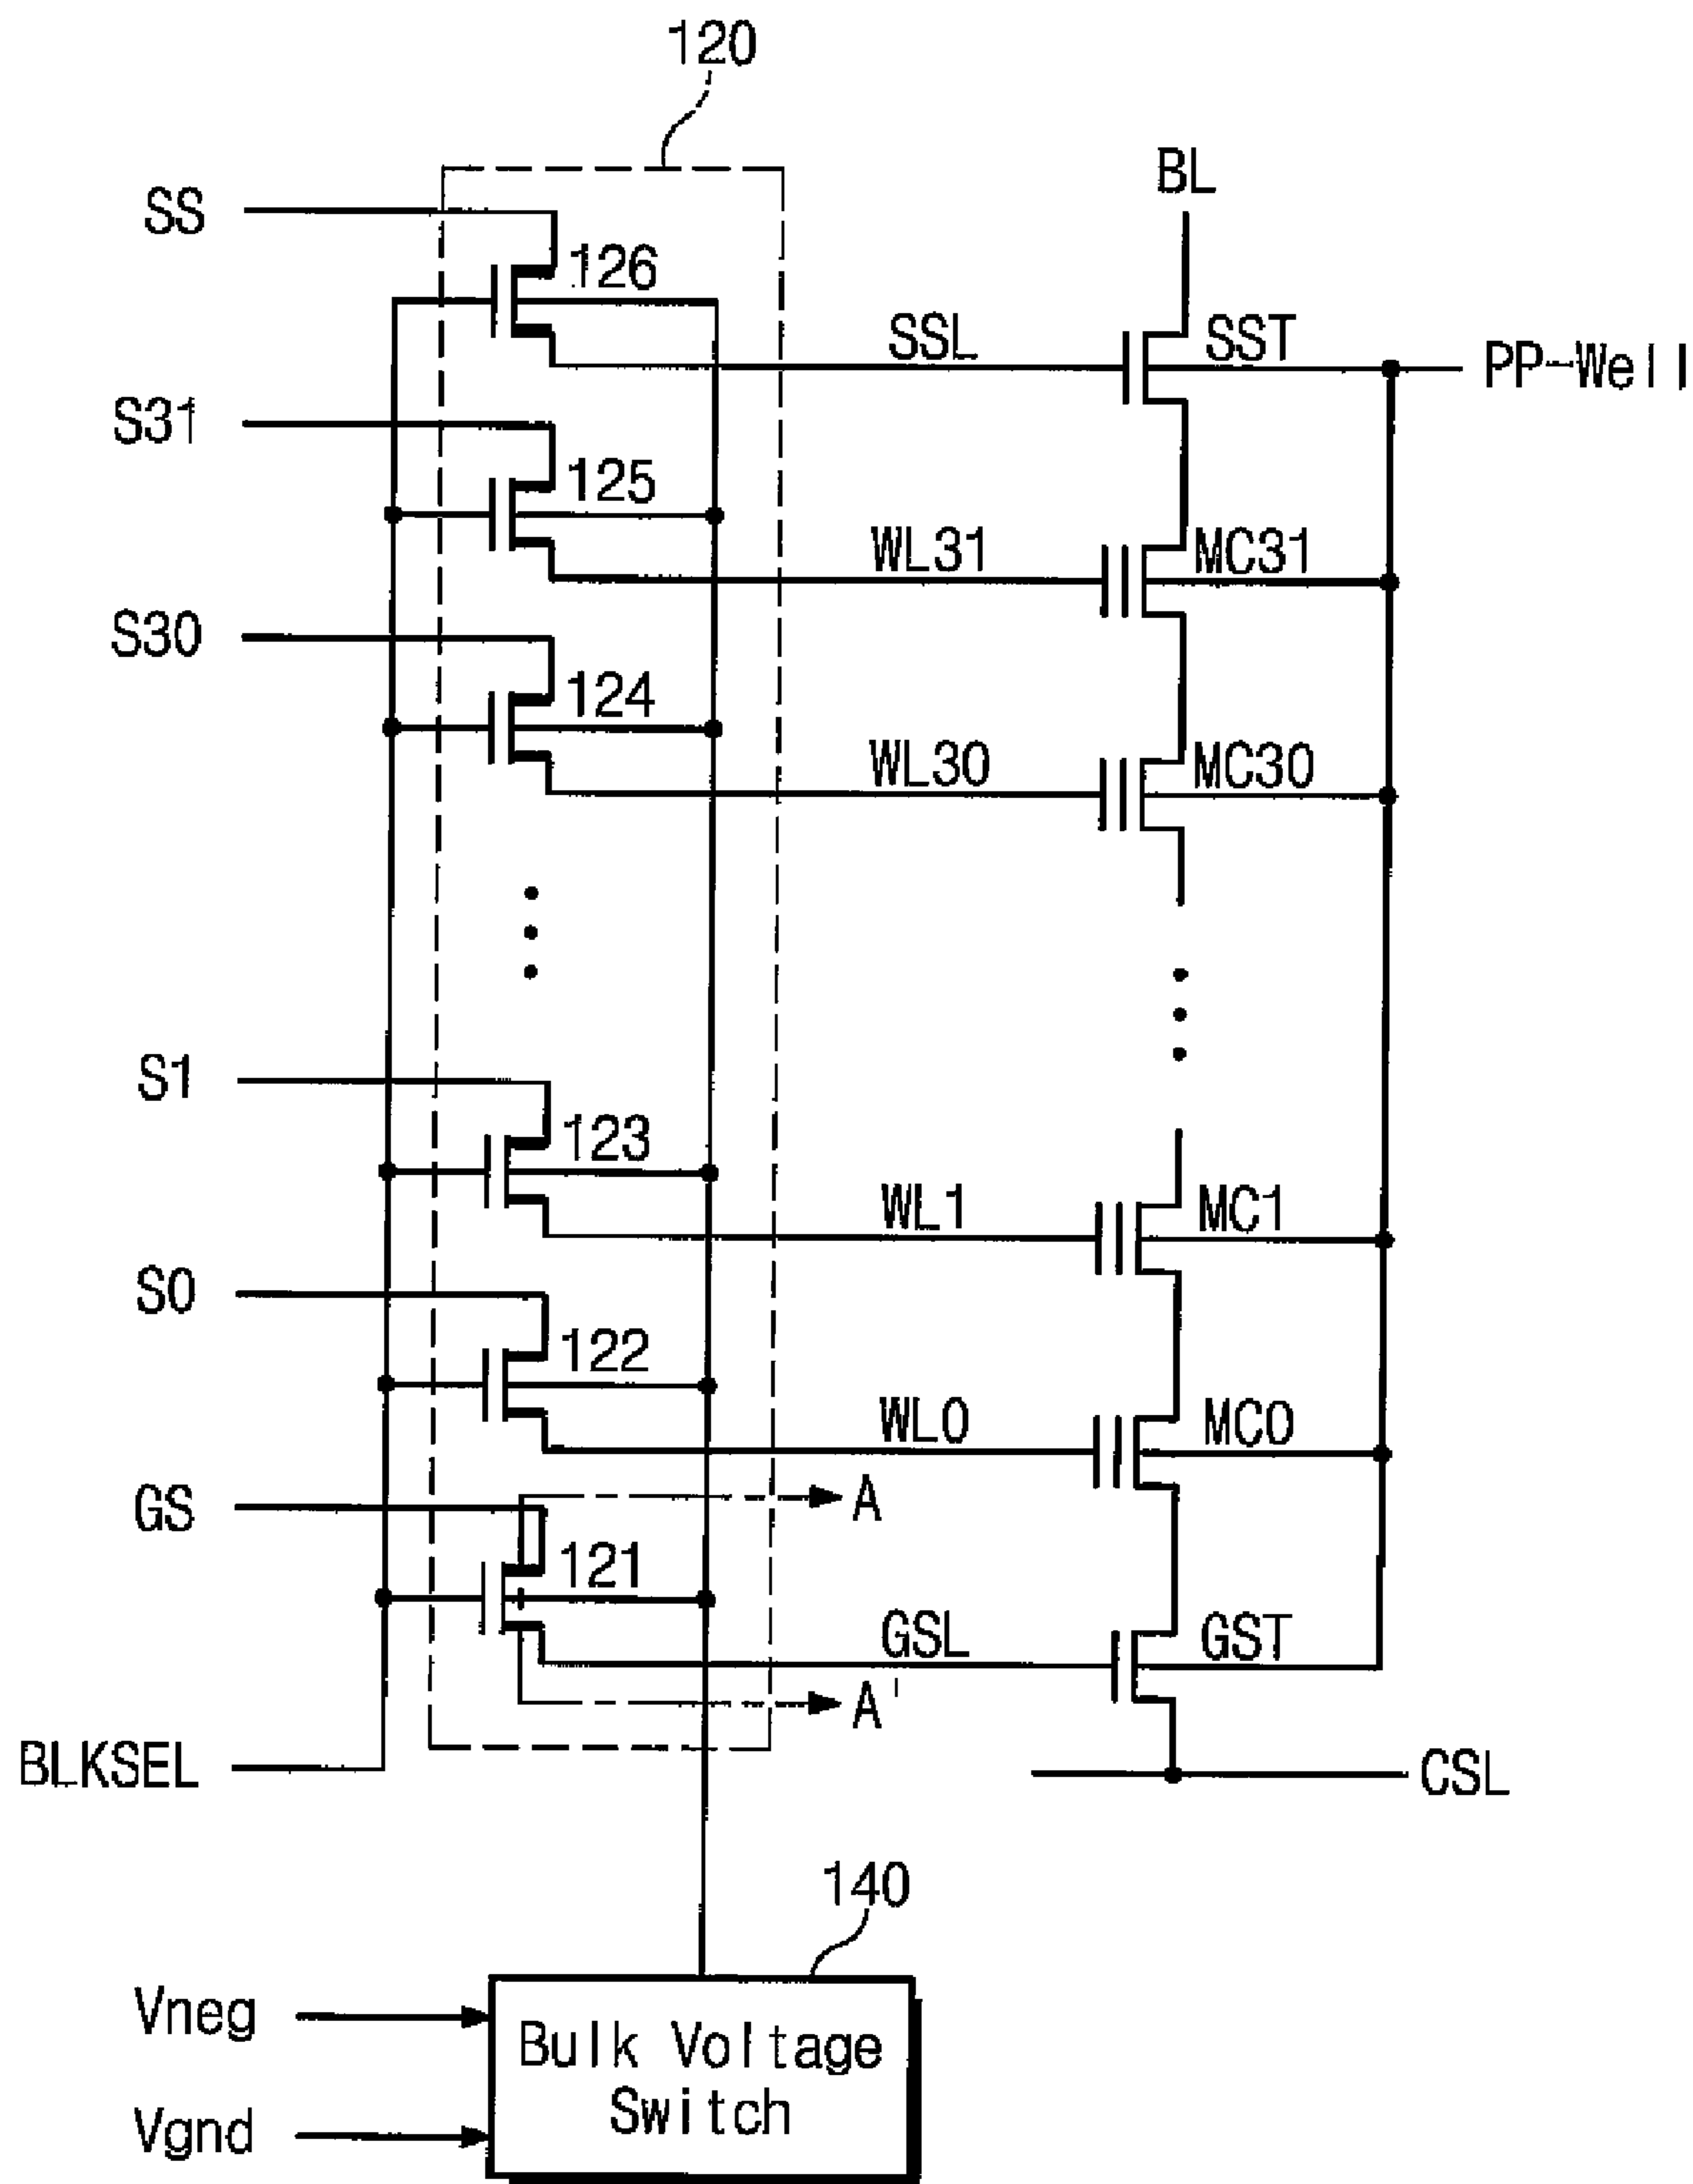 120
BL
SS
126
SSL
SST
PP-Well
S31
125
WL31
MC31
S30
124
WL30
MC30
S1
123
WL1
MC1
S0
122
WL0
MC0
GS
A
121
GSL
GST
A'
BLKSEL
CSL
140
Vneg
Bulk Voltage
Switch
Vgnd